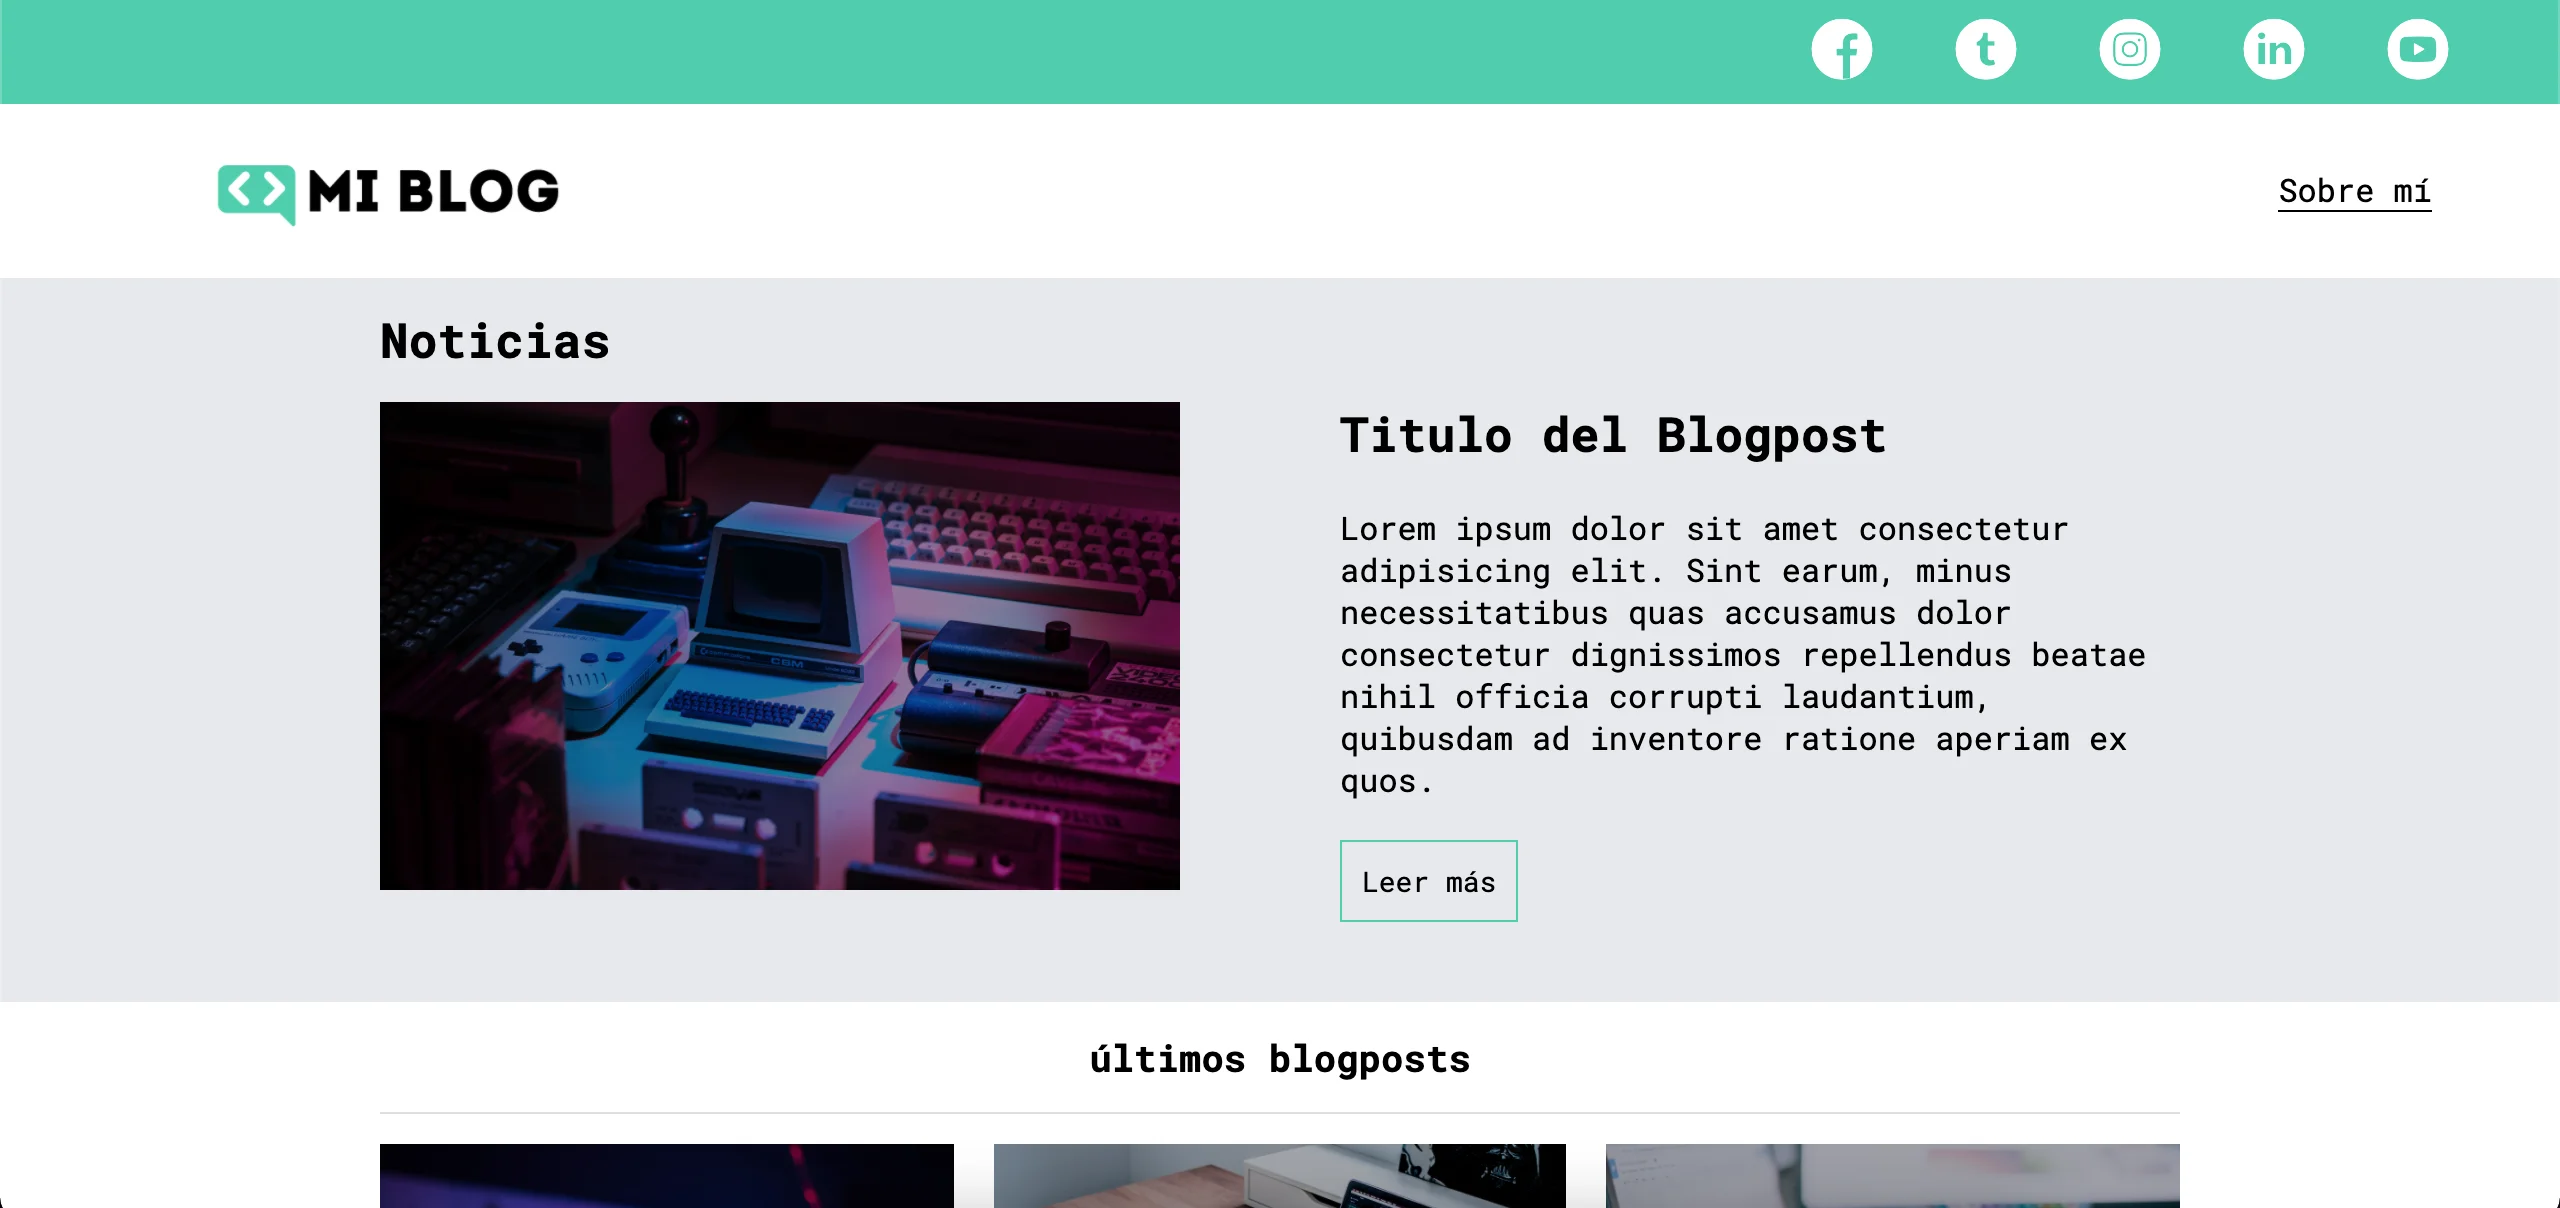 f t in
<> MI BLOG
Sobre mí
Noticias
CBM
Titulo del Blogpost
Lorem ipsum dolor sit amet consectetur
adipisicing elit. Sint earum, minus
necessitatibus quas accusamus dolor
consectetur dignissimos repellendus beatae
nihil officia corrupti laudantium,
quibusdam ad inventore ratione aperiam ex
quos.
Leer más
últimos blogposts